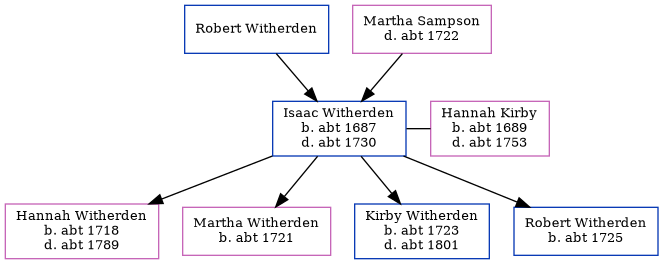 Robert Witherden
Martha Sampson
d. abt 1722
Isaac Witherden
b. abt 1687
d. abt 1730
Hannah Kirby
b. abt 1689
d. abt 1753
Hannah Witherden
b. abt 1718
d. abt 1789
Martha Witherden
b. abt 1721
Kirby Witherden
b. abt 1723
d. abt 1801
Robert Witherden
b. abt 1725